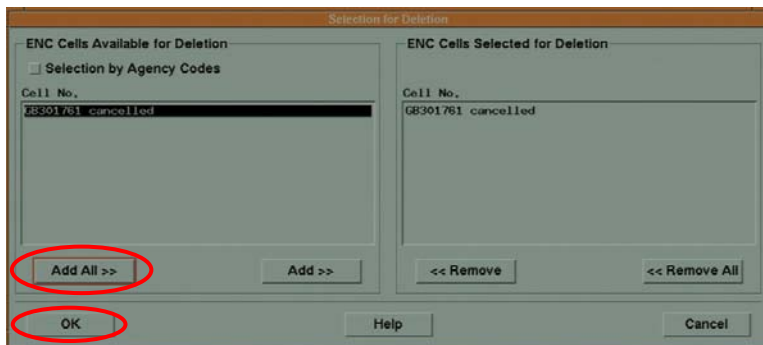 Selection for Deletion
ENC Cells Available for Deletion
Selection by Agency Codes
Cell No.
GB301761 cancelled
Add All >>
Add >>
ENC Cells Selected for Deletion
Cell No.
GB301761 cancelled
<< Remove
<< Remove All
OK
Help
Cancel